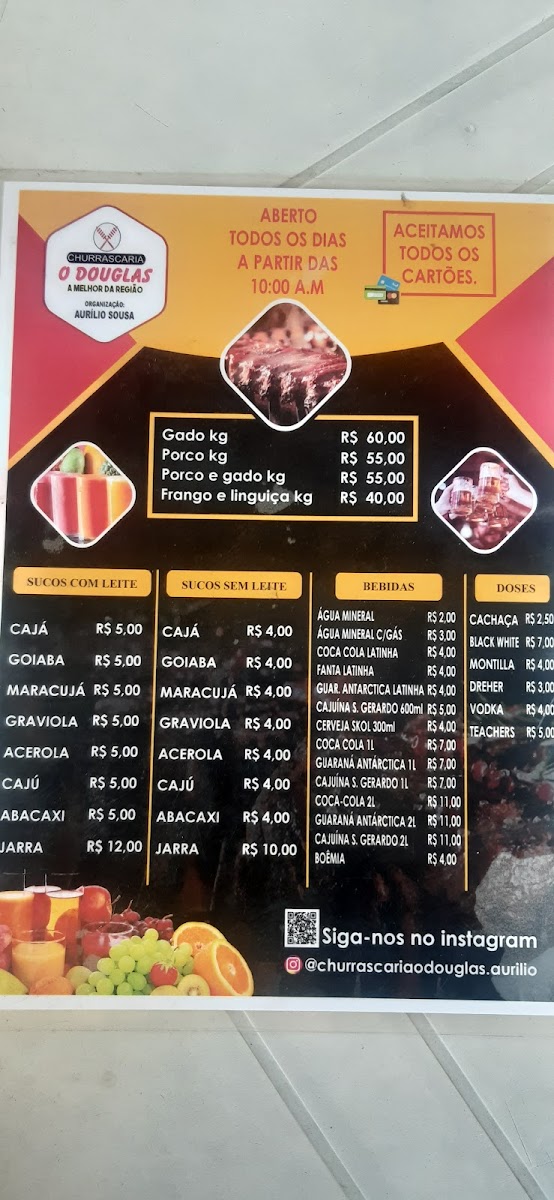 CHURRASCARIA
O DOUGLAS
A MELHOR DA REGIÃO
ORGANIZAÇÃO:
AURÍLIO SOUSA
ABERTO
TODOS OS DIAS
A PARTIR DAS
10:00 A.M
ACEITAMOS
TODOS OS
CARTÕES.
Gado kg R$ 60,00
Porco kg R$ 55,00
Porco e gado kg R$ 55,00
Frango e linguiça kg R$ 40,00
SUCOS COM LEITE
CAJÁ R$ 5,00
GOIABA R$ 5,00
MARACUJÁ R$ 5,00
GRAVIOLA R$ 5,00
ACEROLA R$ 5,00
CAJÚ R$ 5,00
ABACAXI R$ 5,00
JARRA R$ 12,00
SUCOS SEM LEITE
CAJÁ R$ 4,00
GOIABA R$ 4,00
MARACUJÁ R$ 4,00
GRAVIOLA R$ 4,00
ACEROLA R$ 4,00
CAJÚ R$ 4,00
ABACAXI R$ 4,00
JARRA R$ 10,00
BEBIDAS
ÁGUA MINERAL R$ 2,00
ÁGUA MINERAL C/GÁS R$ 3,00
COCA COLA LATINHA R$ 4,00
FANTA LATINHA R$ 4,00
GUAR. ANTARCTICA LATINHA R$ 4,00
CAJUÍNA S. GERARDO 600ml R$ 5,00
CERVEJA SKOL 300ml R$ 4,00
COCA COLA 1L R$ 7,00
GUARANÁ ANTÁRCTICA 1L R$ 7,00
CAJUÍNA S. GERARDO 1L R$ 7,00
COCA-COLA 2L R$ 11,00
GUARANÁ ANTÁRCTICA 2L R$ 11,00
CAJUÍNA S. GERARDO 2L R$ 11,00
BOÊMIA R$ 4,00
DOSES
CACHAÇA R$ 2,50
BLACK WHITE R$ 7,00
MONTILLA R$ 4,00
DREHER R$ 3,00
VODKA R$ 4,00
TEACHERS R$ 5,00
Siga-nos no instagram
@churrascariaodouglas.aurilio